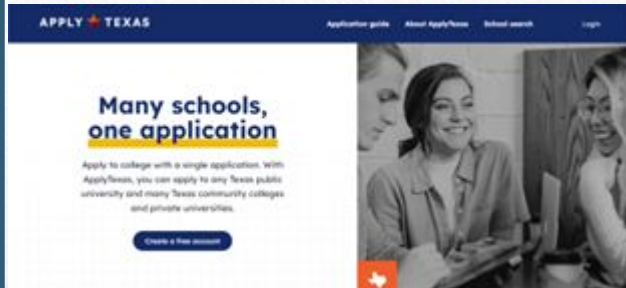 APPLY TEXAS
Application guide About ApplyTexas School search Login
Many schools,
one application
Apply to college with a single application. With
ApplyTexas, you can apply to any Texas public
university and many Texas community colleges
and private universities.
Create a free account